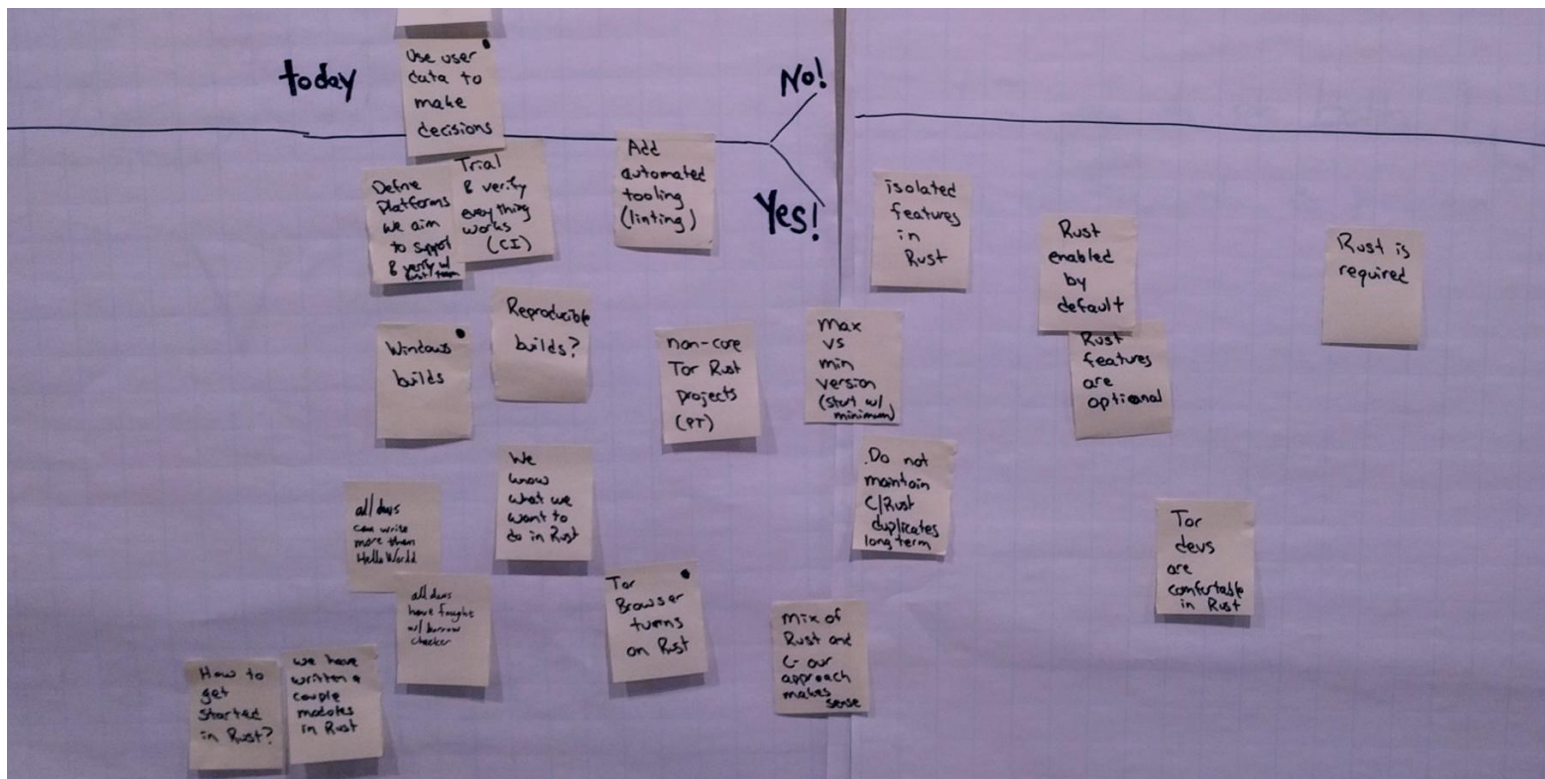 today
Use user
data to
make
decisions
No!
Yes!
Define
Platforms
we aim
to support
& verify w/
Trial
& verify
everything
works
(CI)
Add
automated
tooling
(linting)
isolated
features
in
Rust
Rust
enabled
by
default
Rust is
required
Windows
builds
Reproducible
builds?
non-core
Tor Rust
projects
(PT)
Max
vs
min
version
(start w/
minimum)
Rust
features
are
optional
We
know
what we
want to
do in Rust
Do not
maintain
C/Rust
duplicates
long term
all devs
can write
more than
Hello World
all devs
have fought
w/ borrow
checker
Tor
Browser
turns
on Rust
Tor
devs
are
comfortable
in Rust
mix of
Rust and
C- our
approach
makes
sense
How to
get
started
in Rust?
we have
written a
couple
modules
in Rust